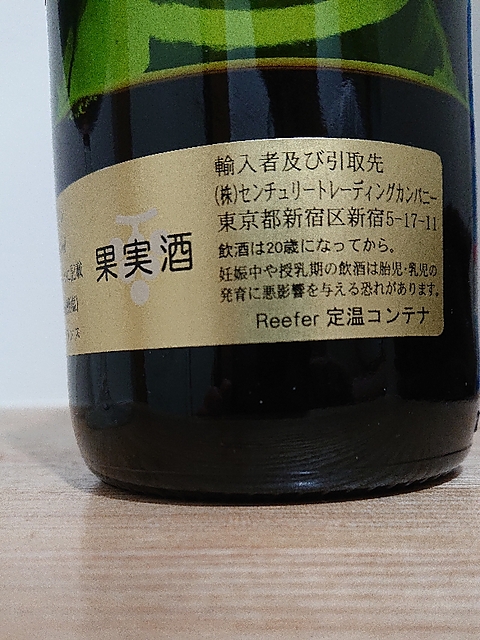 輸入者及び引取先
(株)センチュリートレーディングカンパニー
東京都新宿区新宿5-17-11
飲酒は20歳になってから。
妊娠中や授乳期の飲酒は胎児・乳児の
発育に悪影響を与える恐れがあります。
Reefer 定温コンテナ
果実酒
に記載